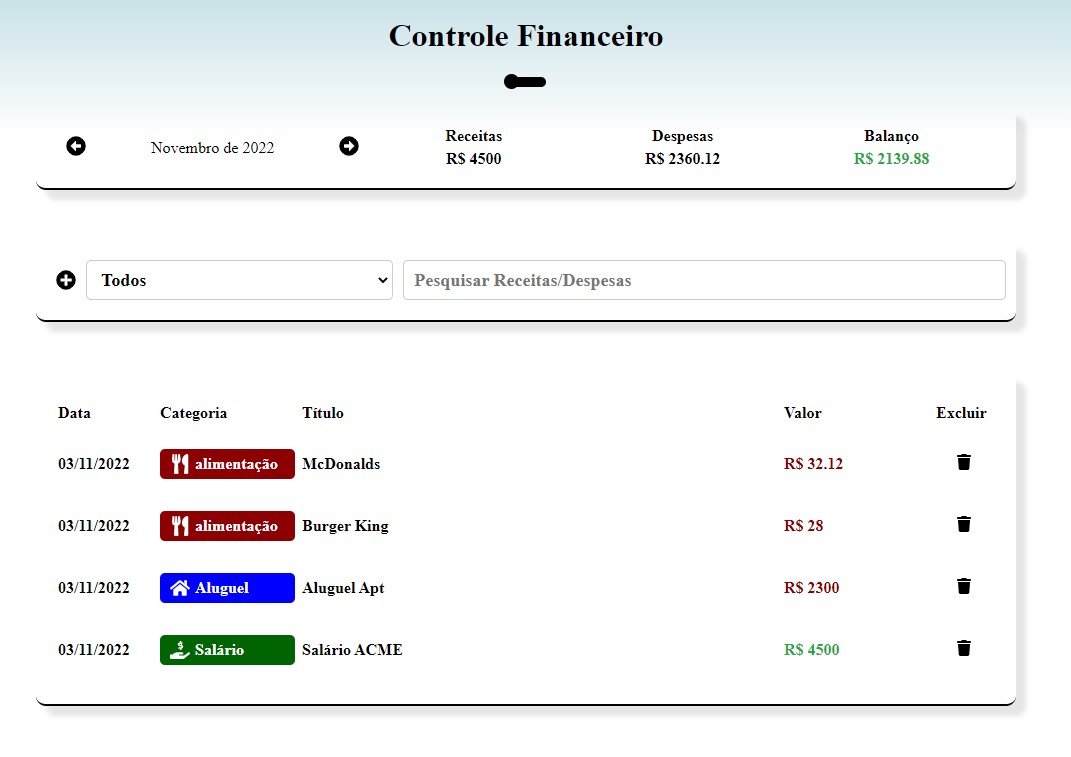 Controle Financeiro
Novembro de 2022
Receitas Despesas Balanço
R$ 4500 R$ 2360.12 R$ 2139.88
Todos Pesquisar Receitas/Despesas
Data Categoria Título Valor Excluir
03/11/2022 alimentação McDonalds R$ 32.12
03/11/2022 alimentação Burger King R$ 28
03/11/2022 Aluguel Aluguel Apt R$ 2300
03/11/2022 Salário Salário ACME R$ 4500